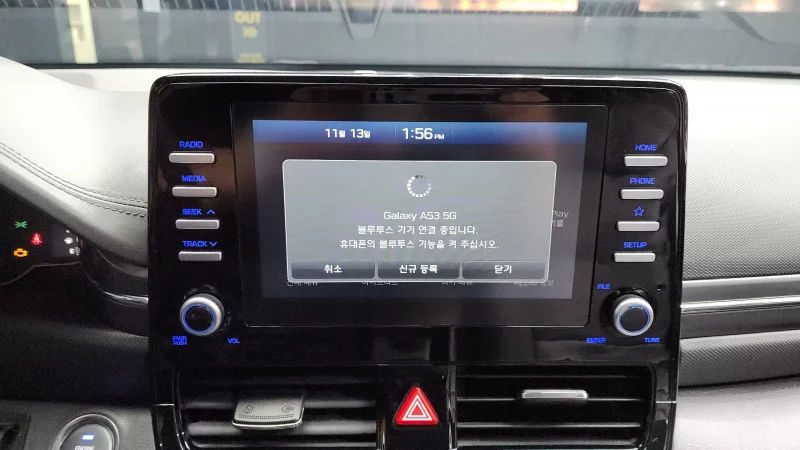 OUT
11월 13일 1:56 PM
RADIO
MEDIA
SEEK
TRACK
PWR PUSH
VOL
Galaxy A53 5G
블루투스 기기 연결 중입니다.
휴대폰의 블루투스 기능을 켜 주십시오.
취소 신규 등록 닫기
Play
HOME
PHONE
SETUP
FILE
ENTER
TUNE